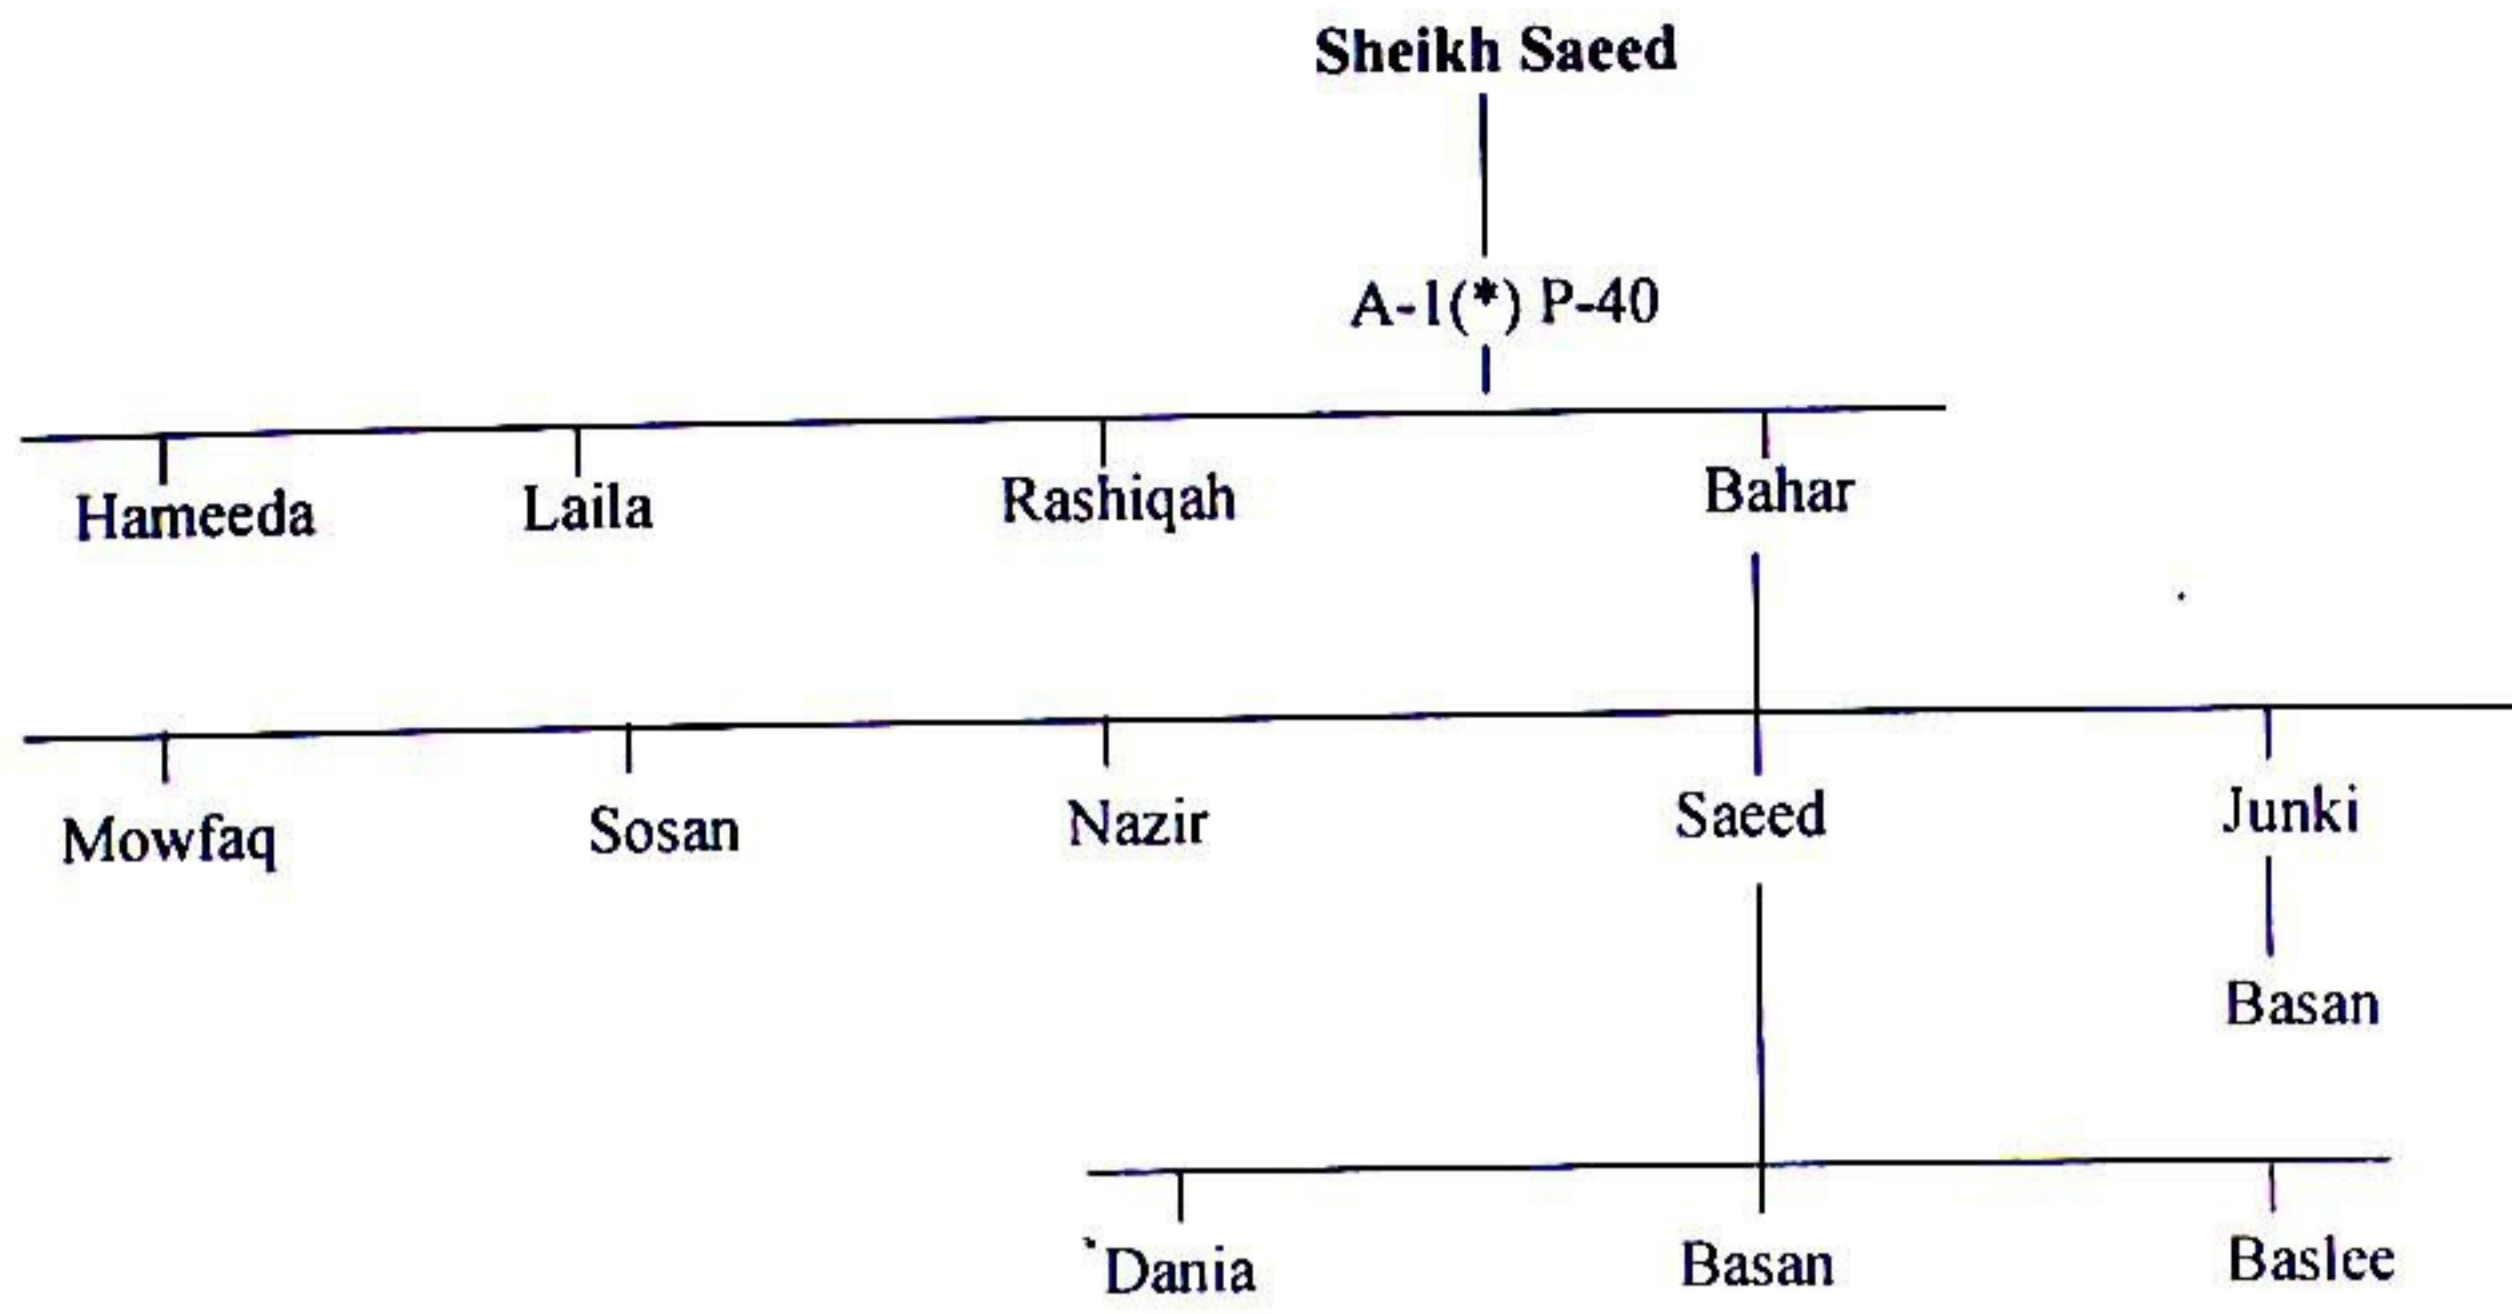 Sheikh Saeed
A-1(*) P-40
Hameeda Laila Rashiqah Bahar
Mowfaq Sosan Nazir Saeed Junki
Basan
Dania Basan Baslee